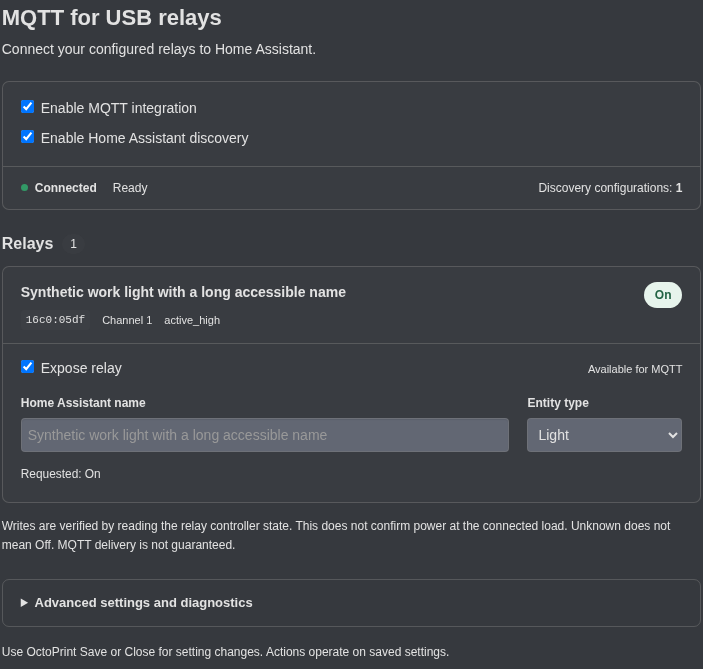 MQTT for USB relays
Connect your configured relays to Home Assistant.
Enable MQTT integration
Enable Home Assistant discovery
Connected Ready Discovery configurations: 1
Relays 1
Synthetic work light with a long accessible name On
16c0:05df Channel 1 active_high
Expose relay Available for MQTT
Home Assistant name Entity type
Synthetic work light with a long accessible name Light
Requested: On
Writes are verified by reading the relay controller state. This does not confirm power at the connected load. Unknown does not
mean Off. MQTT delivery is not guaranteed.
Advanced settings and diagnostics
Use OctoPrint Save or Close for setting changes. Actions operate on saved settings.